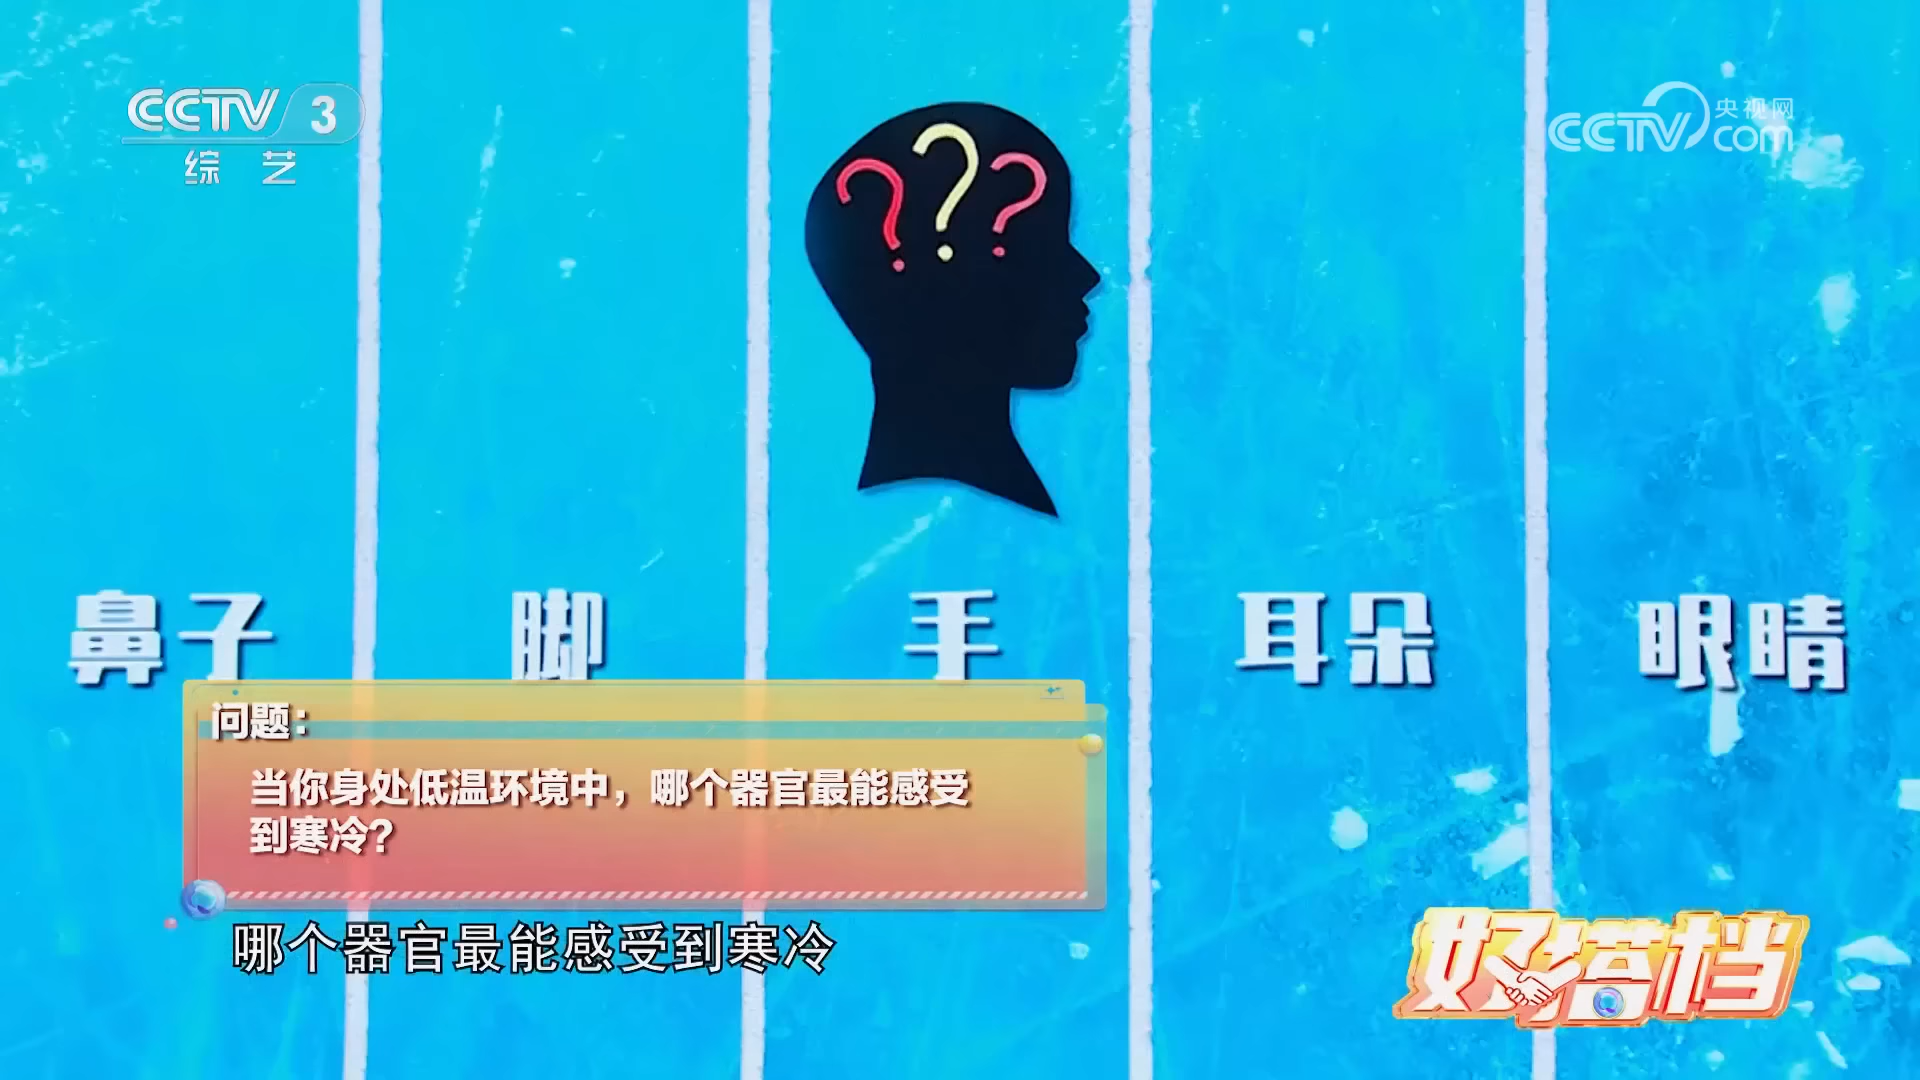 CCTV 3
综 艺
央视网
CCTV com
鼻子 脚 手 耳朵 眼睛
问题：
当你身处低温环境中，哪个器官最能感受
到寒冷？
哪个器官最能感受到寒冷
好搭档